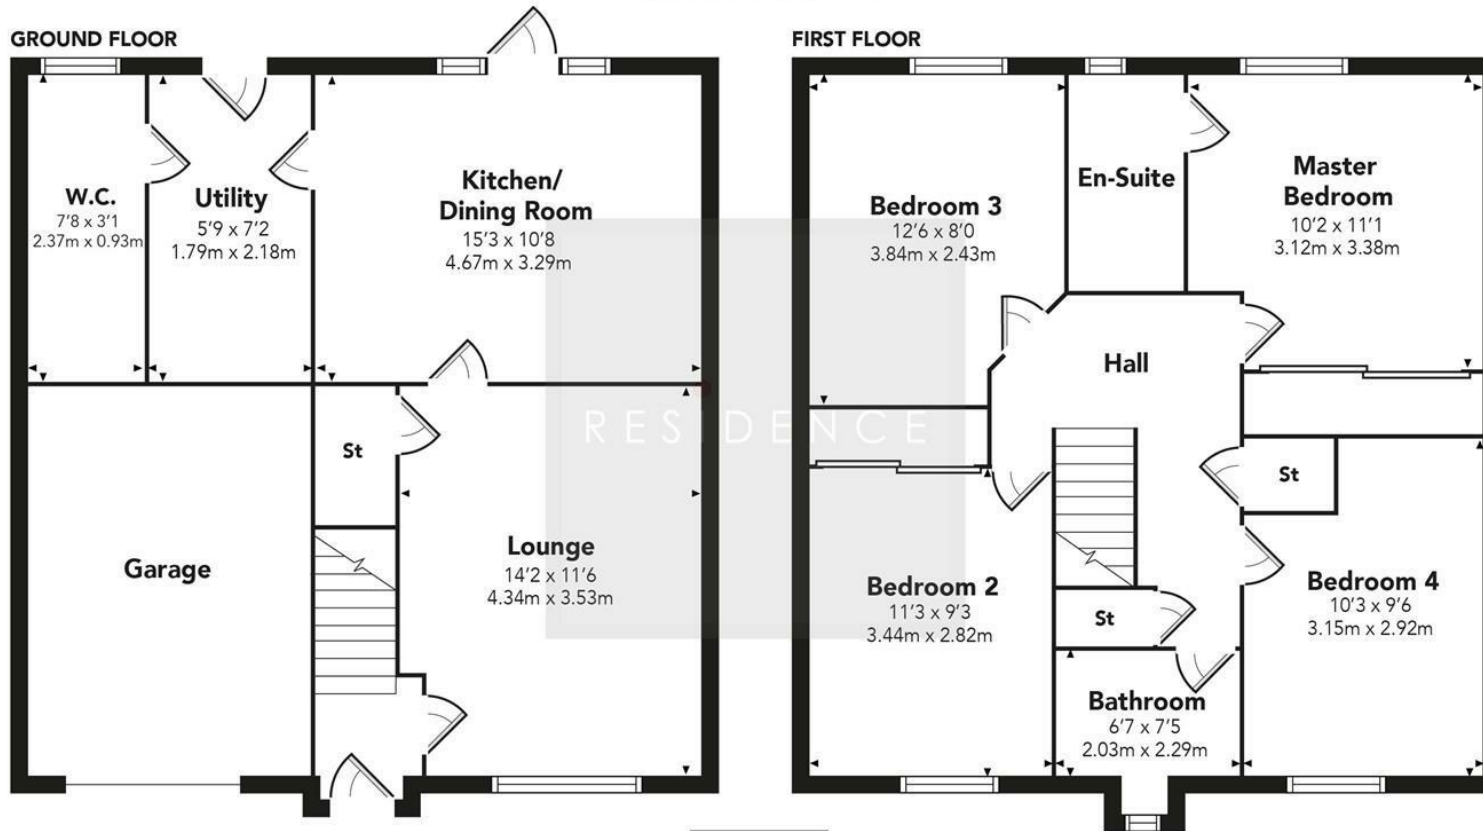 GROUND FLOOR
W.C.
7'8 x 3'1
2.37m x 0.93m
Utility
5'9 x 7'2
1.79m x 2.18m
Kitchen/
Dining Room
15'3 x 10'8
4.67m x 3.29m
St
Garage
Lounge
14'2 x 11'6
4.34m x 3.53m
FIRST FLOOR
Bedroom 3
12'6 x 8'0
3.84m x 2.43m
En-Suite
Master
Bedroom
10'2 x 11'1
3.12m x 3.38m
Hall
St
Bedroom 2
11'3 x 9'3
3.44m x 2.82m
St
Bedroom 4
10'3 x 9'6
3.15m x 2.92m
Bathroom
6'7 x 7'5
2.03m x 2.29m
RESIDENCE